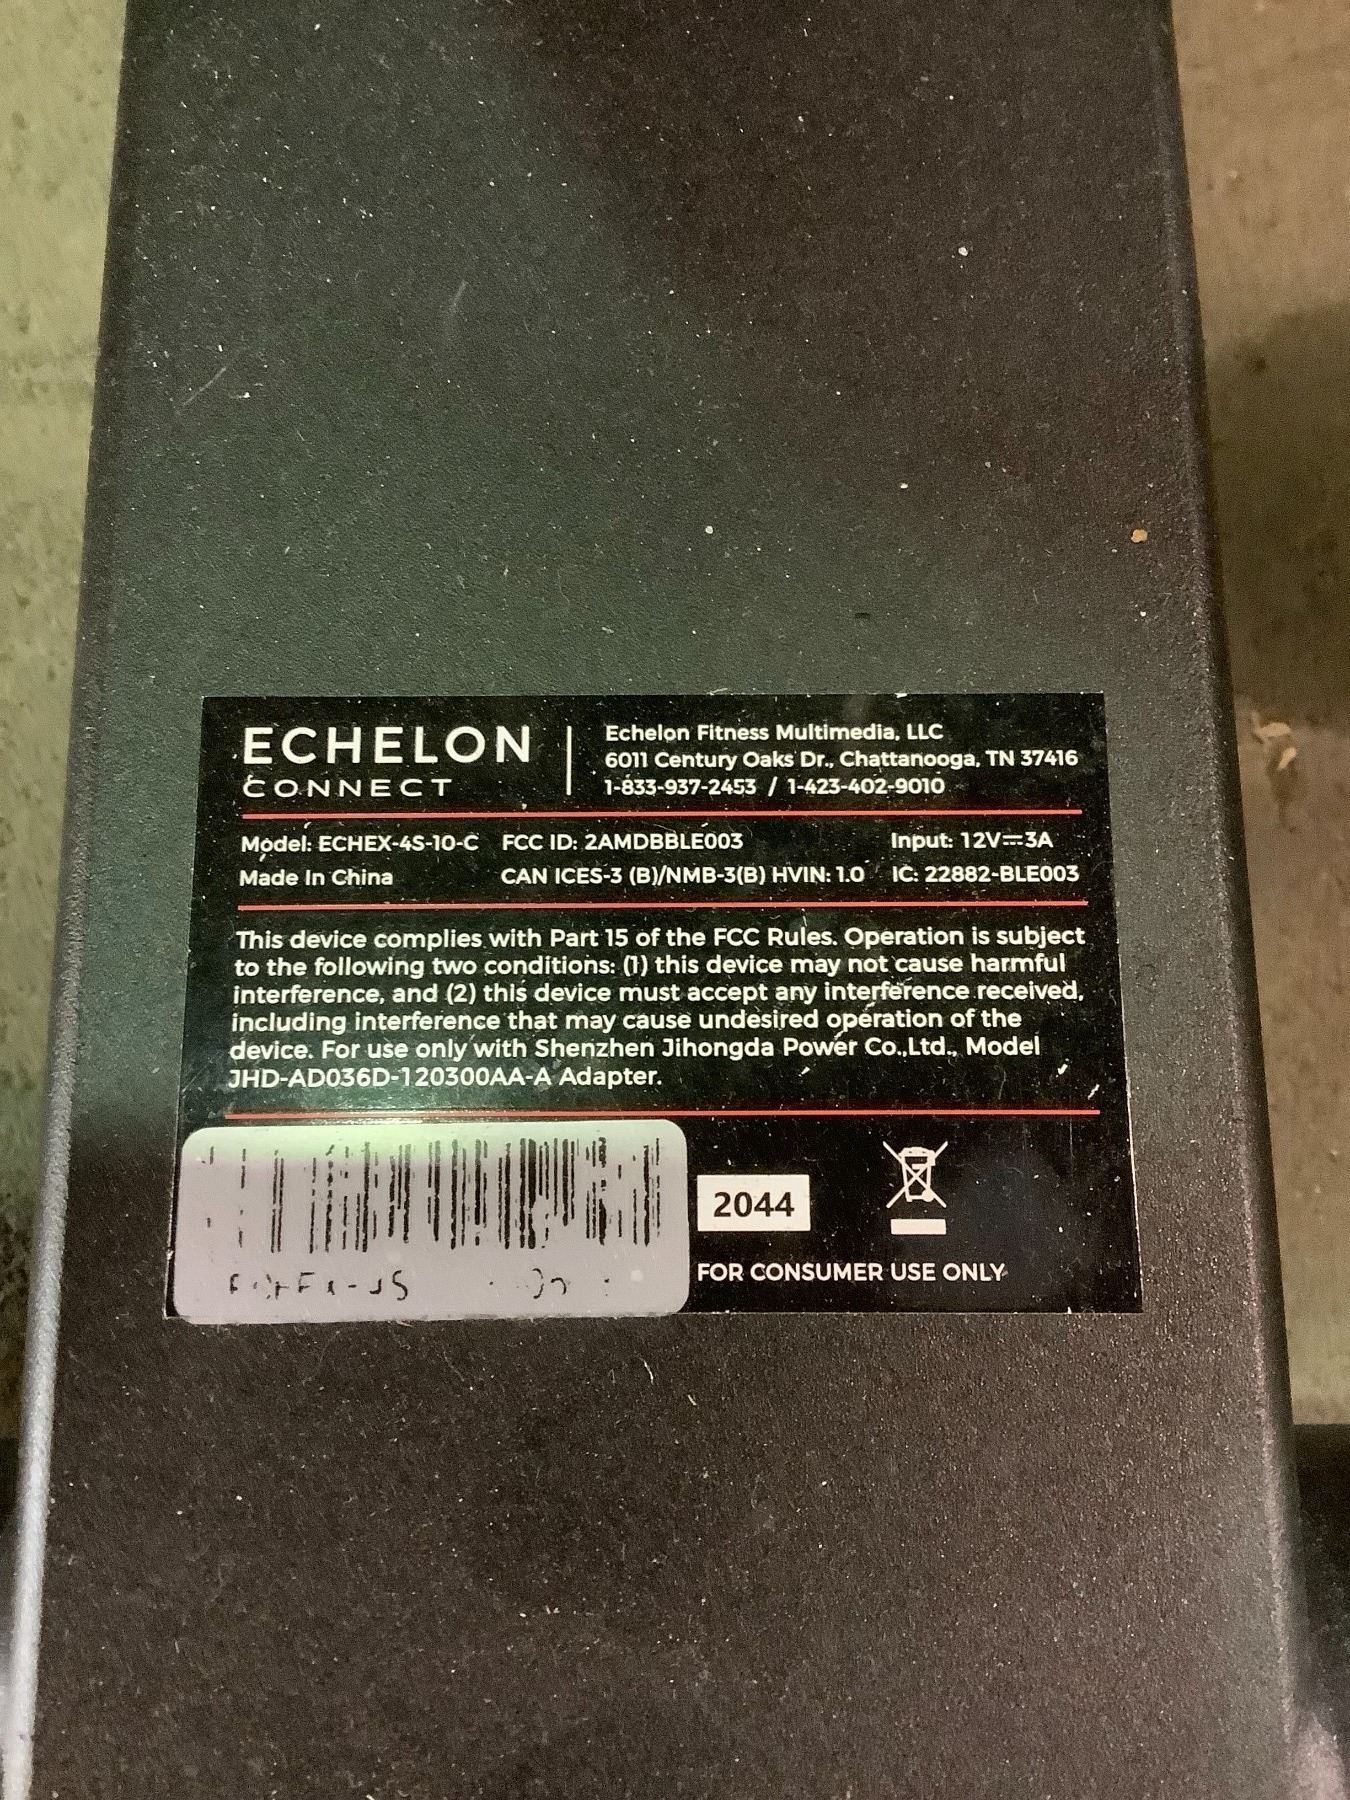 ECHELON
CONNECT
Echelon Fitness Multimedia, LLC
6011 Century Oaks Dr., Chattanooga, TN 37416
1-833-937-2453 / 1-423-402-9010
Model: ECHEX-4S-10-C FCC ID: 2AMDBBLE003 Input: 12V⎓3A
Made In China CAN ICES-3 (B)/NMB-3(B) HVIN: 1.0 IC: 22882-BLE003
This device complies with Part 15 of the FCC Rules. Operation is subject
to the following two conditions: (1) this device may not cause harmful
interference, and (2) this device must accept any interference received,
including interference that may cause undesired operation of the
device. For use only with Shenzhen Jihongda Power Co.,Ltd., Model
JHD-AD036D-120300AA-A Adapter.
2044
FOR CONSUMER USE ONLY